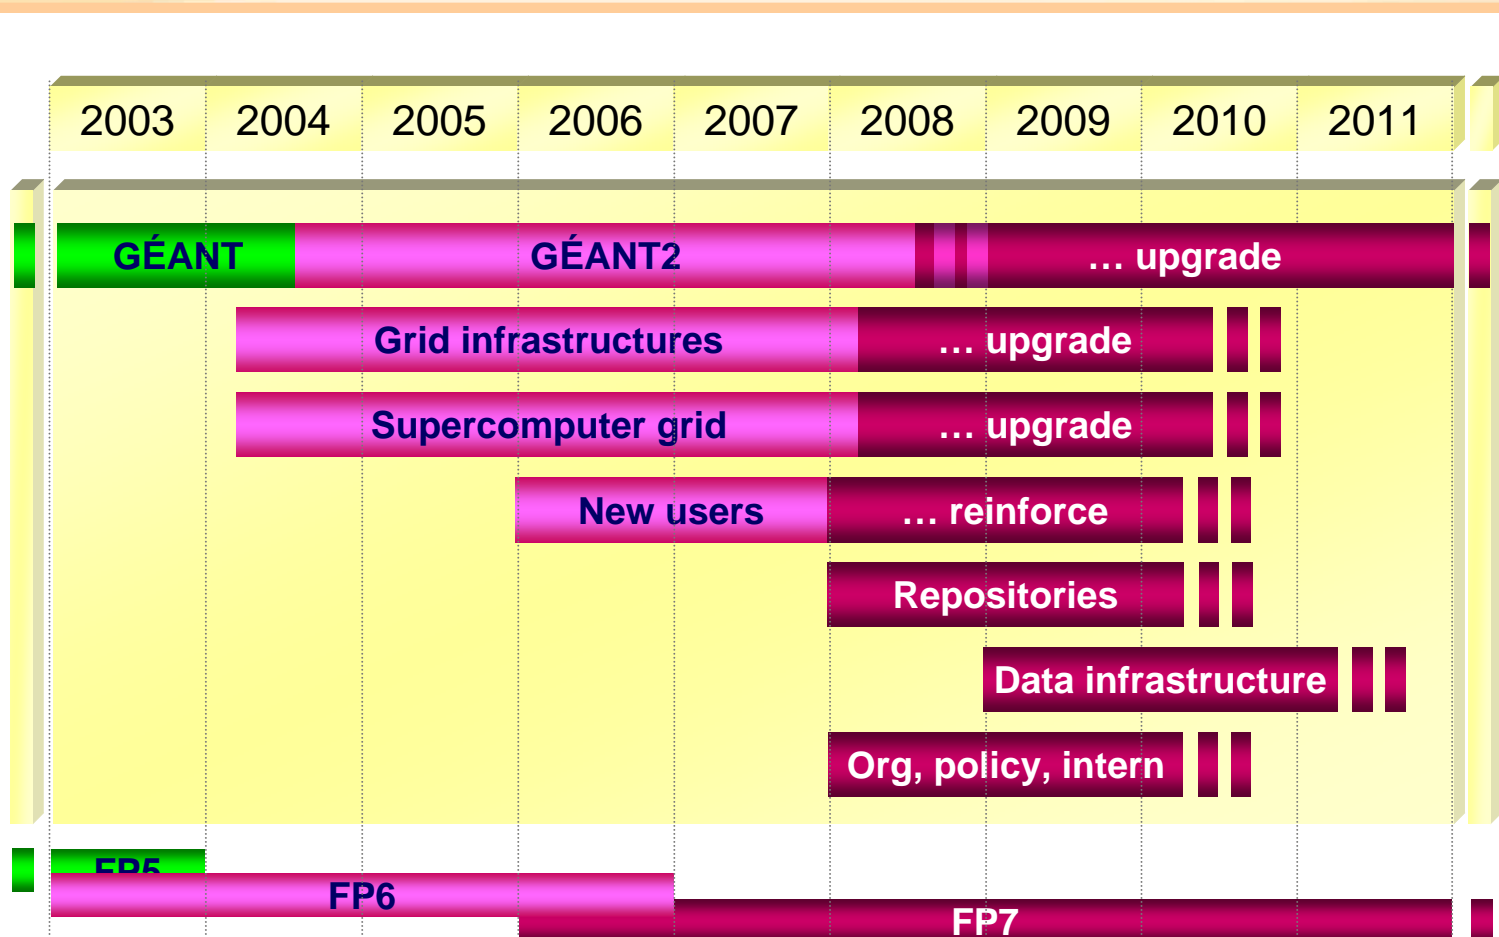 2003 2004 2005 2006 2007 2008 2009 2010 2011
GÉANT GÉANT2 … upgrade
Grid infrastructures … upgrade
Supercomputer grid … upgrade
New users … reinforce
Repositories
Data infrastructure
Org, policy, intern
FP5
FP6
FP7